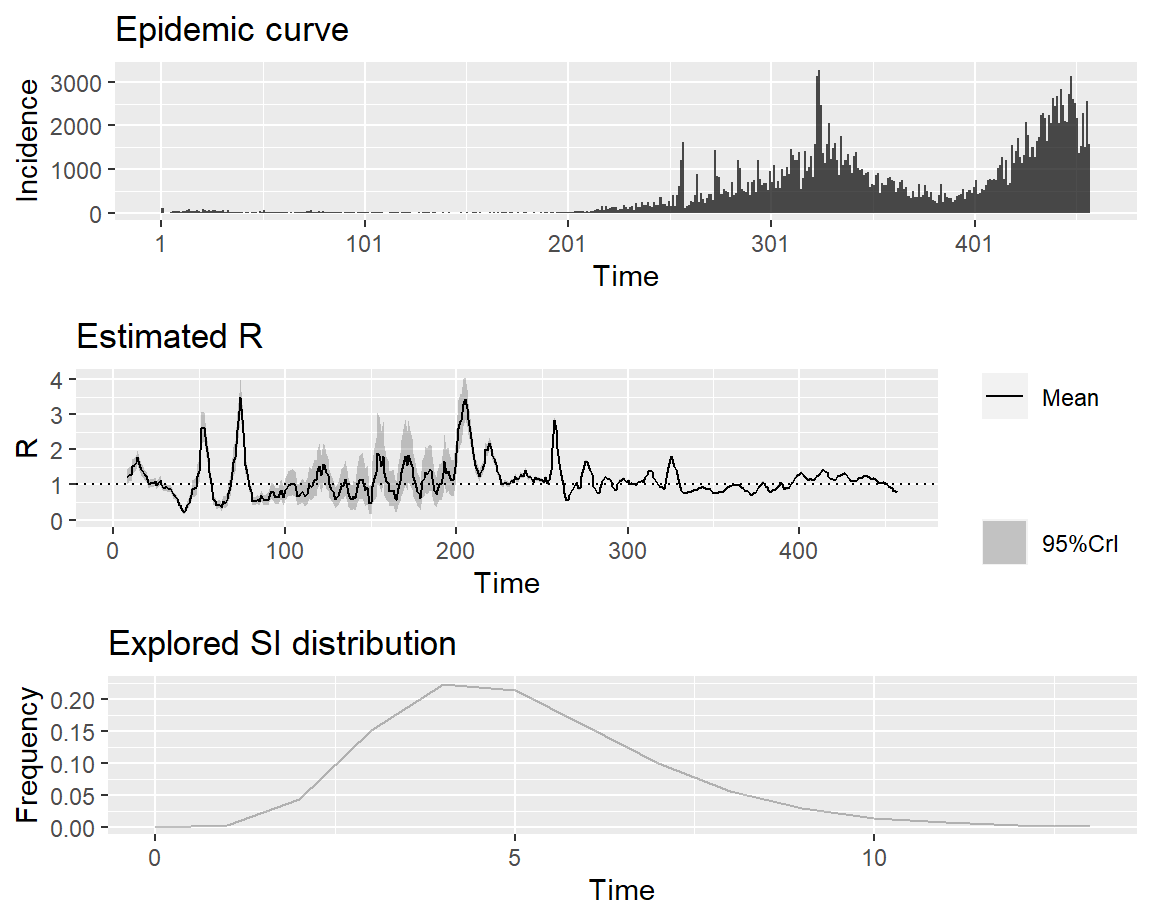 Epidemic curve
Incidence
3000
2000
1000
0
1 101 201 301 401
Time
Estimated R
R
4
3
2
1
0
0 100 200 300 400
Time
Mean
95%CrI
Explored SI distribution
Frequency
0.20
0.15
0.10
0.05
0.00
0 5 10
Time